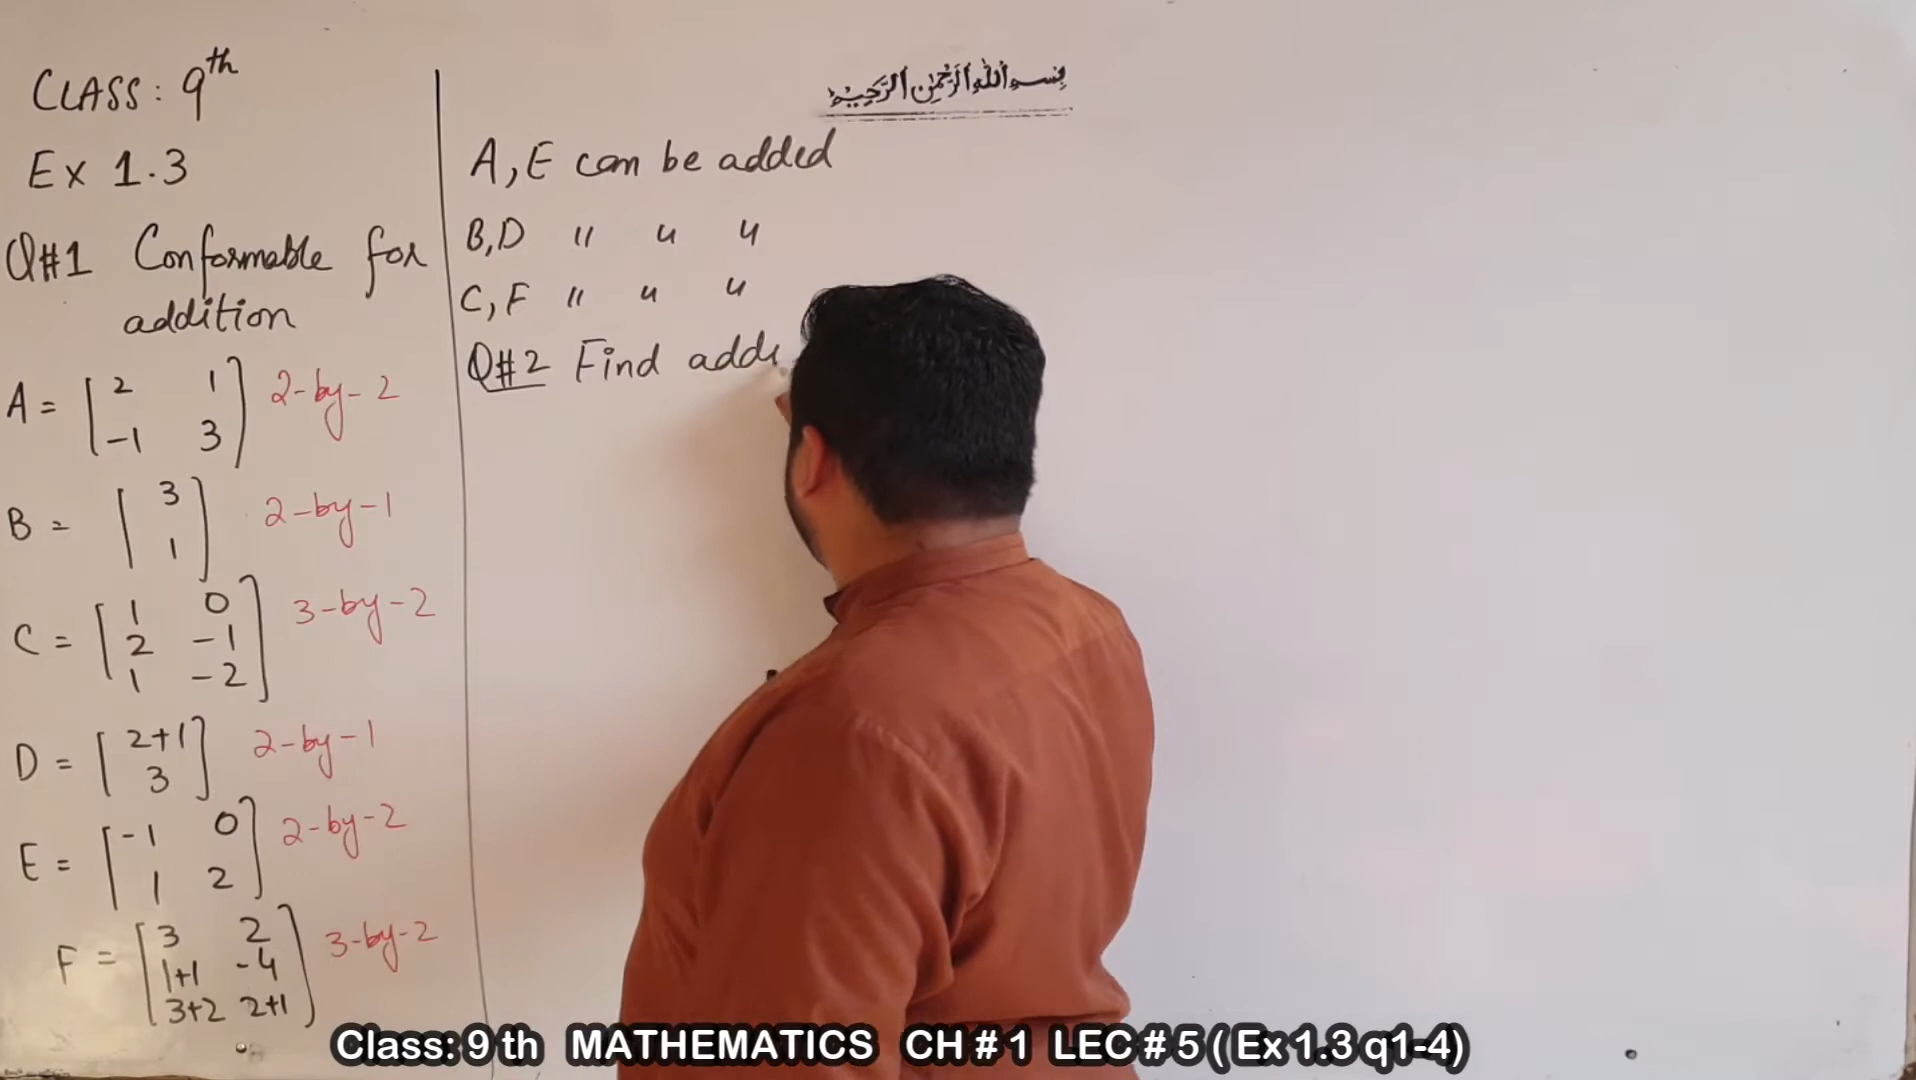 CLASS: 9th
Ex 1.3
Q#1 Conformable for
addition
A = [ 2 1 ] 2-by-2
-1 3
B = [ 3 ] 2-by-1
1
C = [ 1 0 ] 3-by-2
2 -1
1 -2
D = [ 2+1 ] 2-by-1
3
E = [ -1 0 ] 2-by-2
1 2
F = [ 3 2 ] 3-by-2
1+1 -4
3+2 2+1
بسم الله الرحمن الرحيم
A, E can be added
B, D " " "
C, F " " "
Q#2 Find addi
Class: 9 th MATHEMATICS CH # 1 LEC # 5 ( Ex 1.3 q1-4)